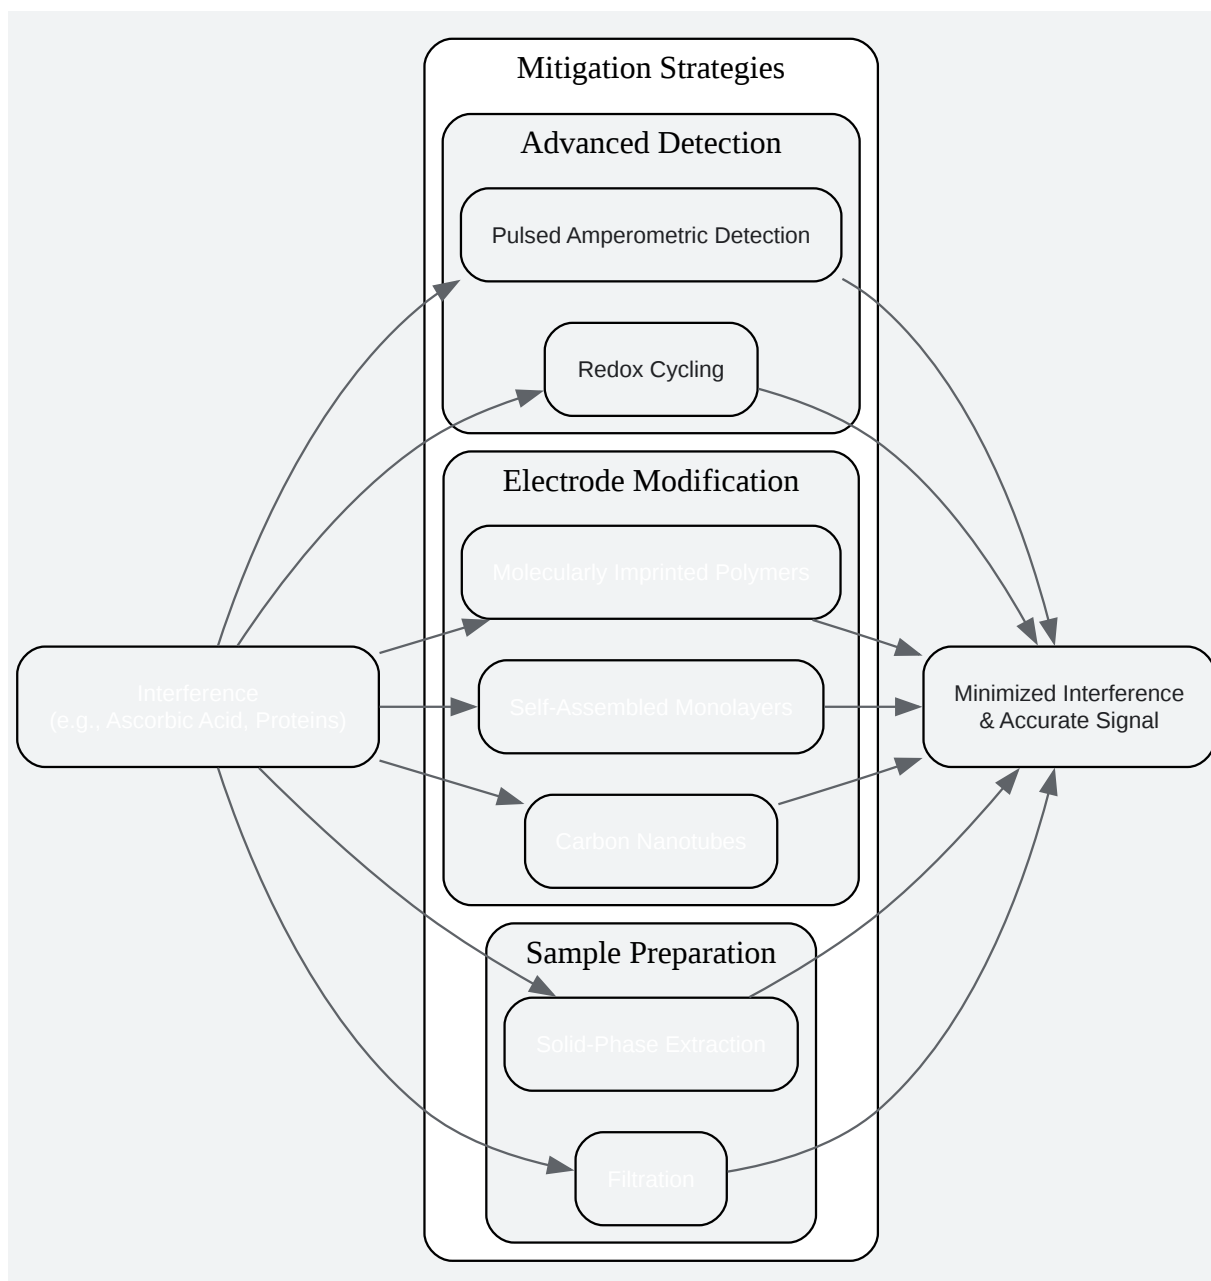 Mitigation Strategies
Advanced Detection
Pulsed Amperometric Detection
Redox Cycling
Electrode Modification
Molecularly Imprinted Polymers
Interference
(e.g., Ascorbic Acid, Proteins)
Self-Assembled Monolayers
Minimized Interference
& Accurate Signal
Carbon Nanotubes
Sample Preparation
Solid-Phase Extraction
Filtration